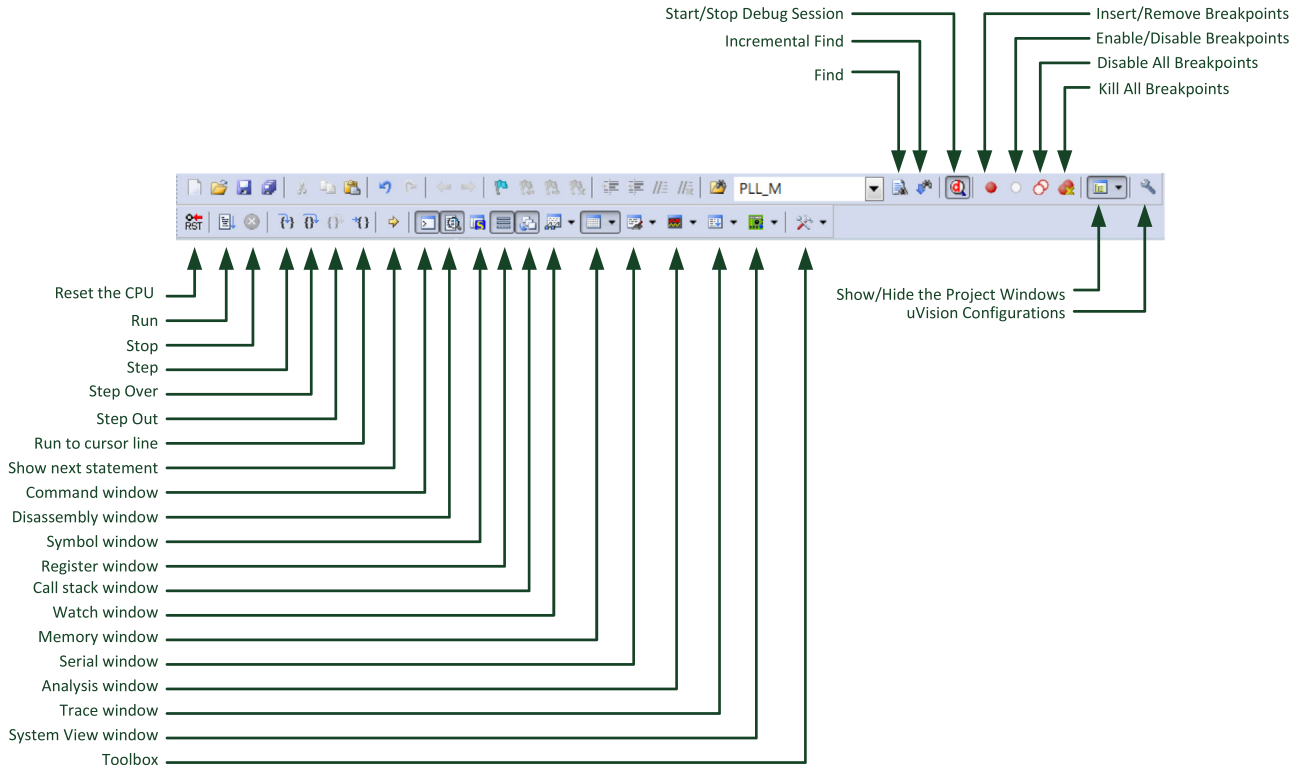 Start/Stop Debug Session
Insert/Remove Breakpoints
Incremental Find
Enable/Disable Breakpoints
Find
Disable All Breakpoints
Kill All Breakpoints
PLL_M
RST
Reset the CPU
Show/Hide the Project Windows
uVision Configurations
Run
Stop
Step
Step Over
Step Out
Run to cursor line
Show next statement
Command window
Disassembly window
Symbol window
Register window
Call stack window
Watch window
Memory window
Serial window
Analysis window
Trace window
System View window
Toolbox